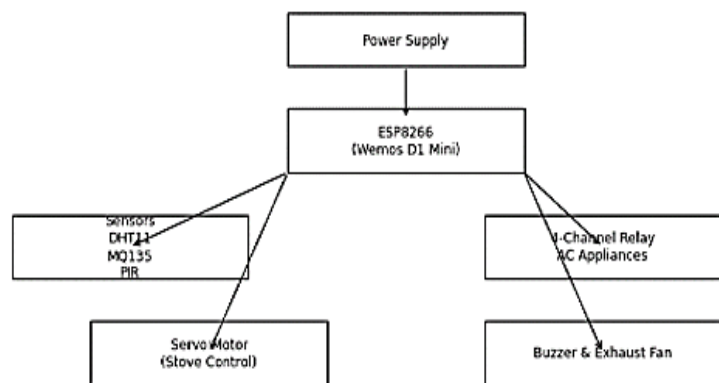 Power Supply
ESP8266
(Wemos D1 Mini)
Sensors
DHT11
MQ135
PIR
4-Channel Relay
AC Appliances
Servo Motor
(Stove Control)
Buzzer & Exhaust Fan